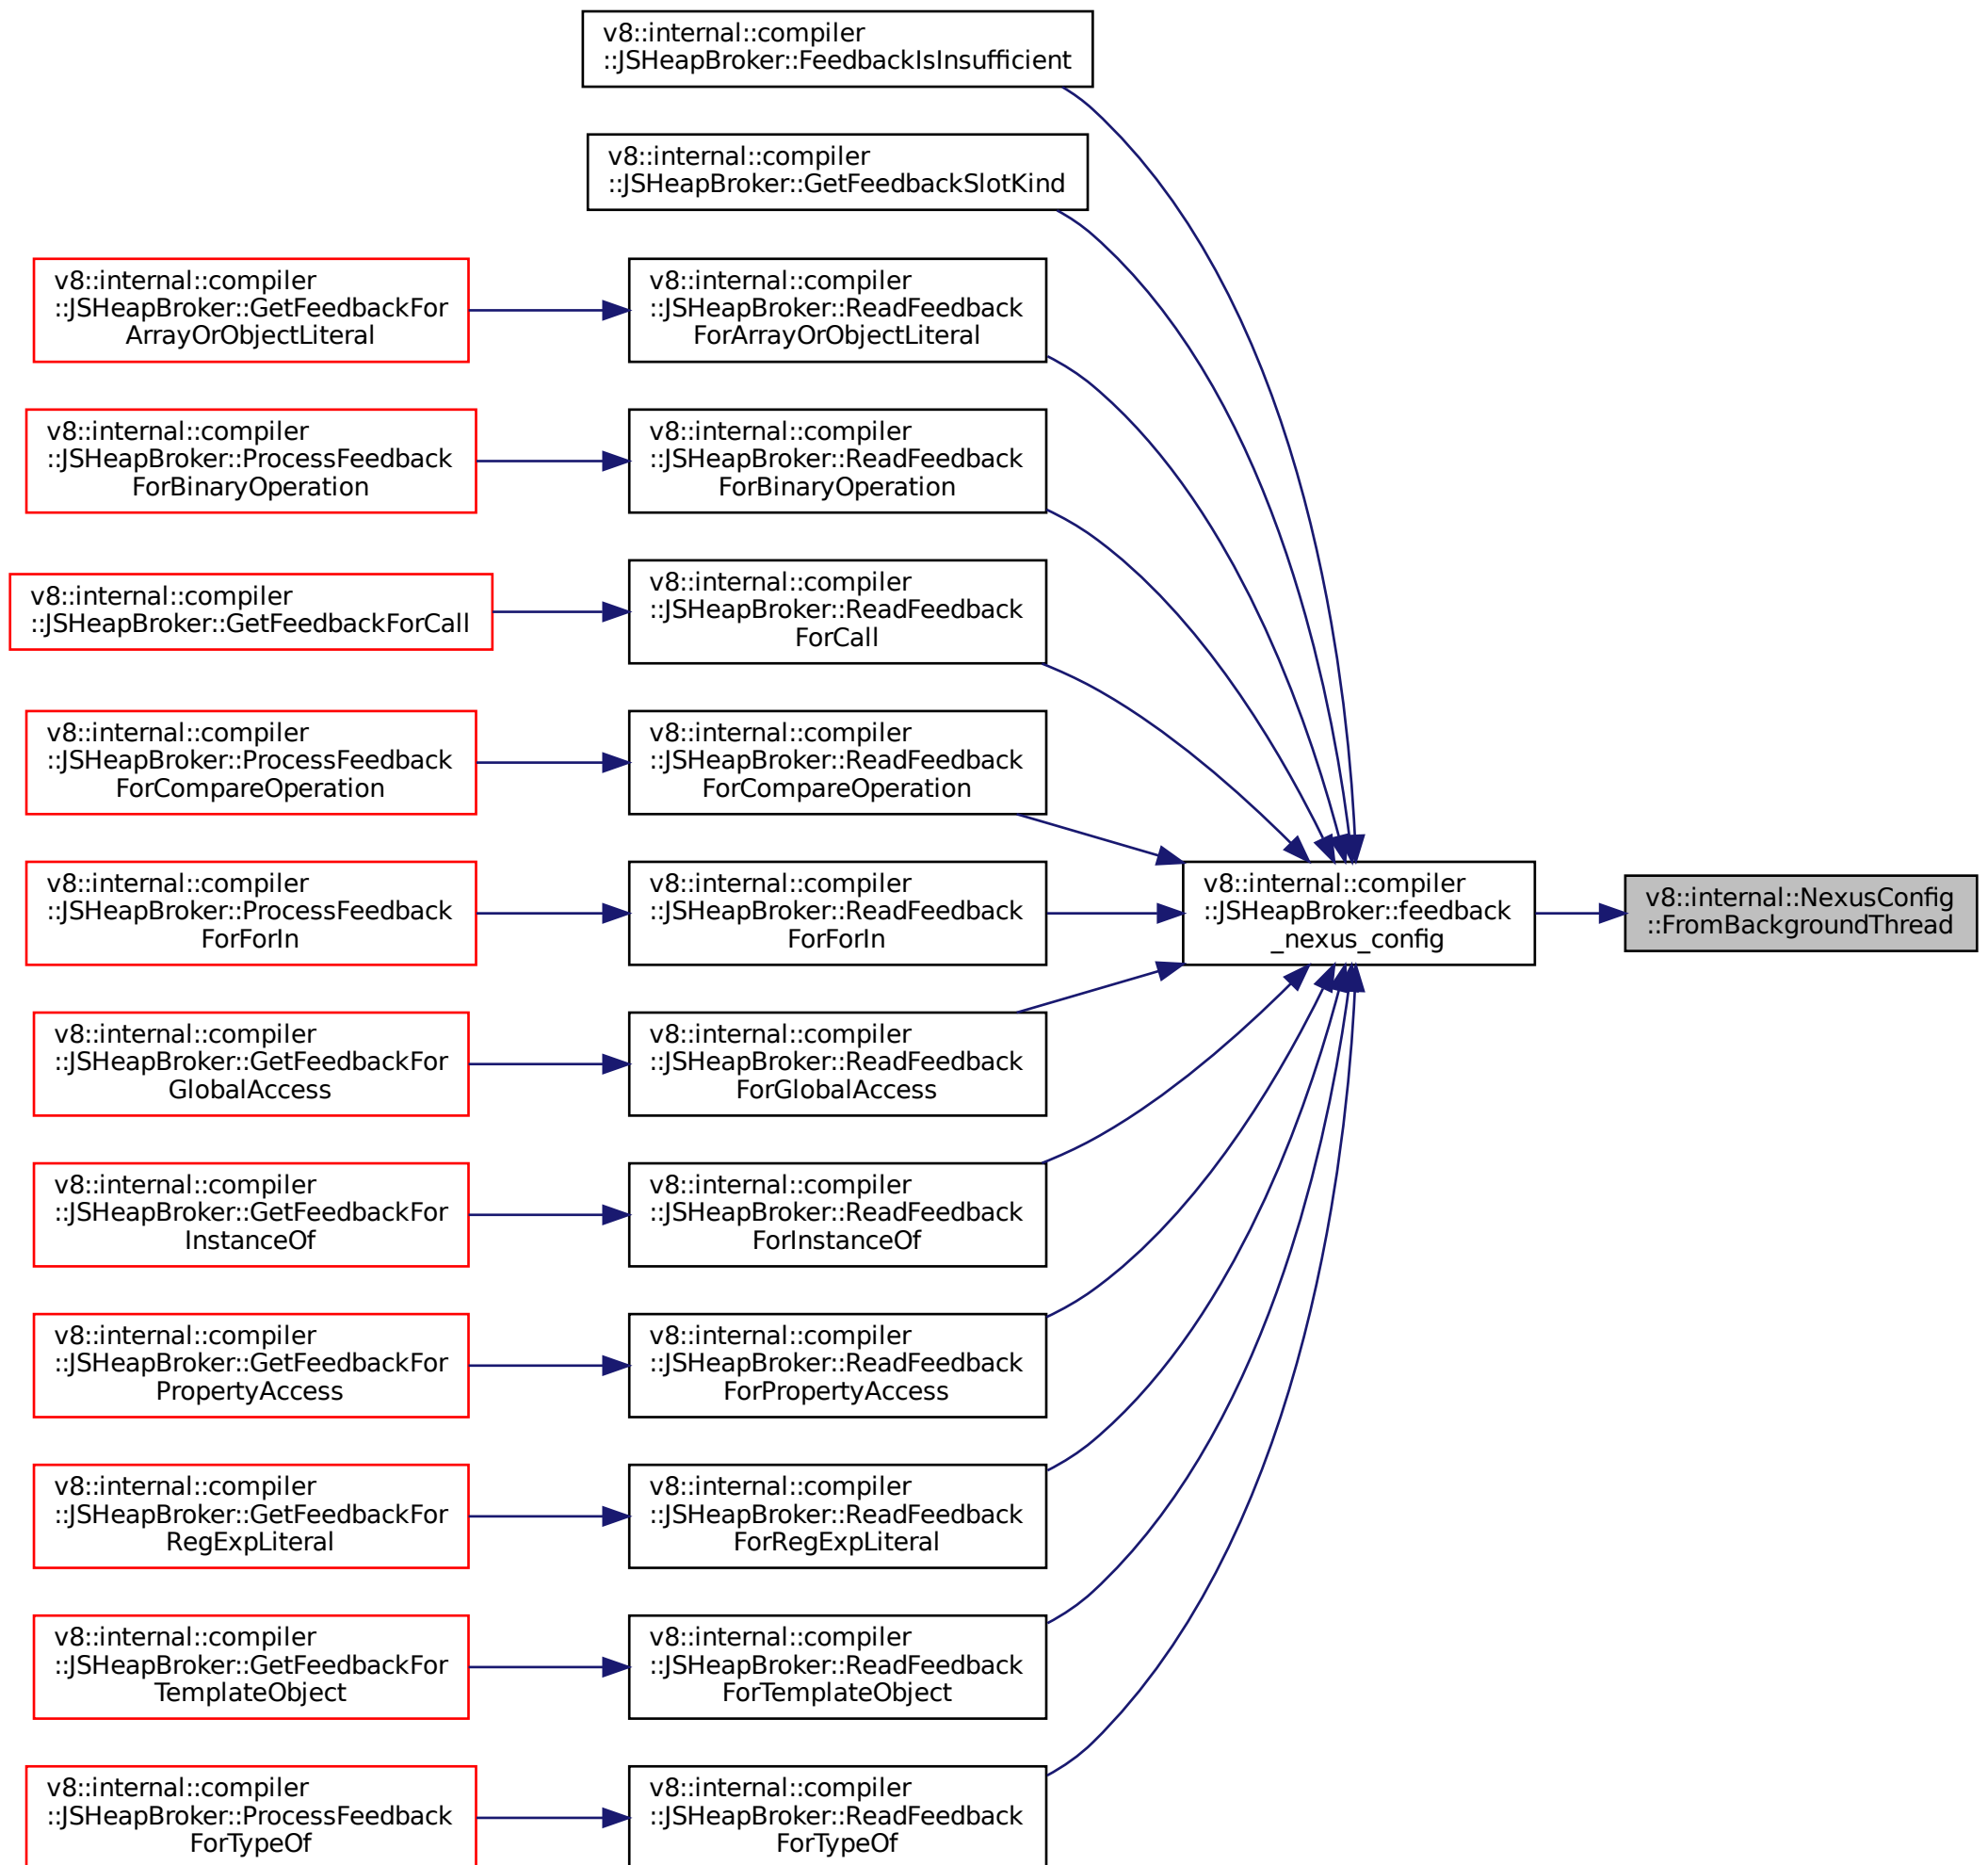 v8::internal::compiler
::JSHeapBroker::FeedbackIsInsufficient
v8::internal::compiler
::JSHeapBroker::GetFeedbackSlotKind
v8::internal::compiler
::JSHeapBroker::GetFeedbackFor
ArrayOrObjectLiteral
v8::internal::compiler
::JSHeapBroker::ReadFeedback
ForArrayOrObjectLiteral
v8::internal::compiler
::JSHeapBroker::ProcessFeedback
ForBinaryOperation
v8::internal::compiler
::JSHeapBroker::ReadFeedback
ForBinaryOperation
v8::internal::compiler
::JSHeapBroker::GetFeedbackForCall
v8::internal::compiler
::JSHeapBroker::ReadFeedback
ForCall
v8::internal::compiler
::JSHeapBroker::ProcessFeedback
ForCompareOperation
v8::internal::compiler
::JSHeapBroker::ReadFeedback
ForCompareOperation
v8::internal::compiler
::JSHeapBroker::ProcessFeedback
ForForIn
v8::internal::compiler
::JSHeapBroker::ReadFeedback
ForForIn
v8::internal::compiler
::JSHeapBroker::feedback
_nexus_config
v8::internal::NexusConfig
::FromBackgroundThread
v8::internal::compiler
::JSHeapBroker::GetFeedbackFor
GlobalAccess
v8::internal::compiler
::JSHeapBroker::ReadFeedback
ForGlobalAccess
v8::internal::compiler
::JSHeapBroker::GetFeedbackFor
InstanceOf
v8::internal::compiler
::JSHeapBroker::ReadFeedback
ForInstanceOf
v8::internal::compiler
::JSHeapBroker::GetFeedbackFor
PropertyAccess
v8::internal::compiler
::JSHeapBroker::ReadFeedback
ForPropertyAccess
v8::internal::compiler
::JSHeapBroker::GetFeedbackFor
RegExpLiteral
v8::internal::compiler
::JSHeapBroker::ReadFeedback
ForRegExpLiteral
v8::internal::compiler
::JSHeapBroker::GetFeedbackFor
TemplateObject
v8::internal::compiler
::JSHeapBroker::ReadFeedback
ForTemplateObject
v8::internal::compiler
::JSHeapBroker::ProcessFeedback
ForTypeOf
v8::internal::compiler
::JSHeapBroker::ReadFeedback
ForTypeOf